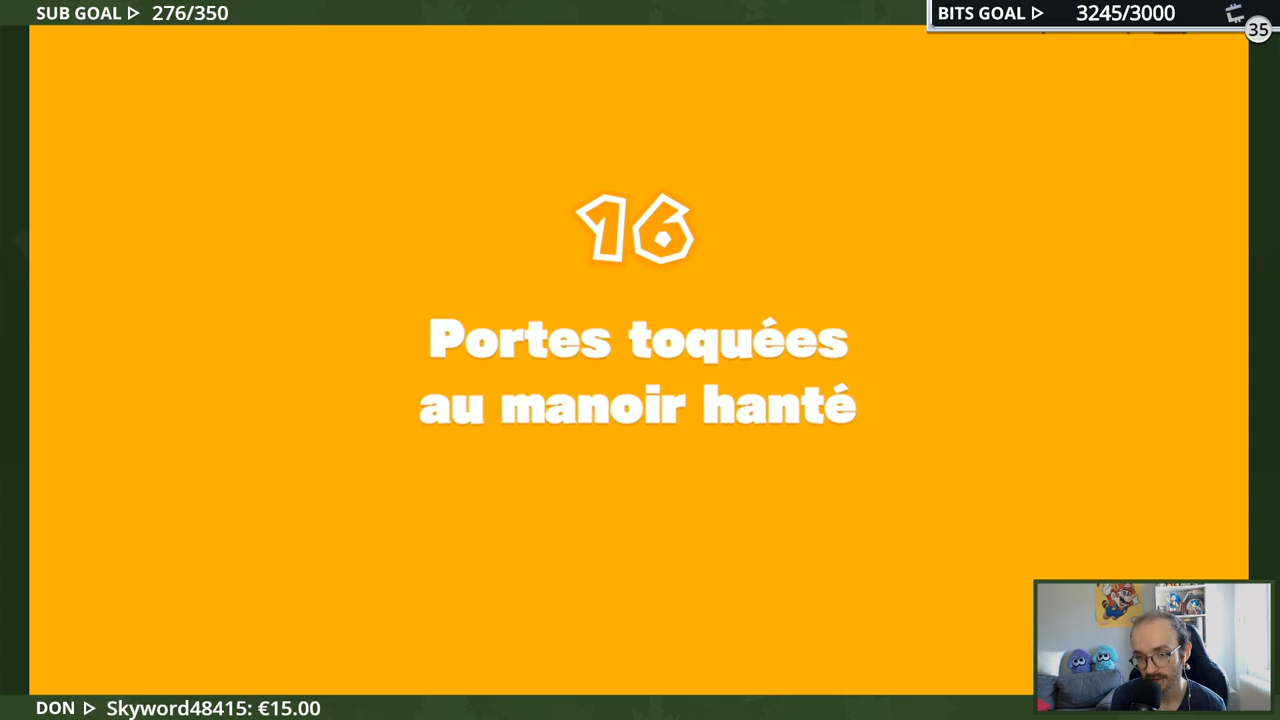 SUB GOAL ▷ 276/350
BITS GOAL ▷ 3245/3000
35
16
Portes toquées
au manoir hanté
DON ▷ Skyword48415: €15.00